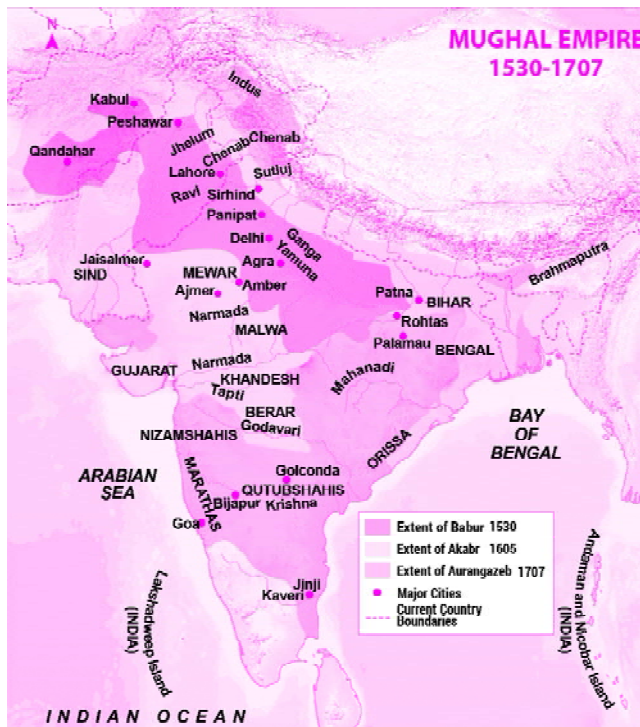 N
MUGHAL EMPIRE
1530-1707
Kabul
Indus
Peshawar
Jhelum
Chenab
Chenab
Qandahar
Lahore
Sutluj
Ravl
Sirhind
Panipat
Delhi
Ganga
Yamuna
Jaisalmer
SIND
MEWAR
Agra
Brahmaputra
Ajmer
Amber
Patna
BIHAR
Narmada
Rohtas
MALWA
Palamau
BENGAL
Narmada
GUJARAT
KHANDESH
Mahanadi
Tapti
BERAR
Godavari
NIZAMSHAHIS
BAY
OF
BENGAL
ORISSA
ARABIAN
SEA
MARATHAS
Golconda
QUTUBSHAHIS
Bijapur
Krishna
Goa
Extent of Babur 1530
Extent of Akabr 1605
Extent of Aurangazeb 1707
Major Cities
Current Country
Boundaries
Jinji
Kaveri
Lakshadweep Island
(INDIA)
Andaman and Nicobar Island
(INDIA)
INDIAN OCEAN